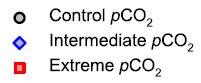 Control pCO₂
Intermediate pCO₂
Extreme pCO₂